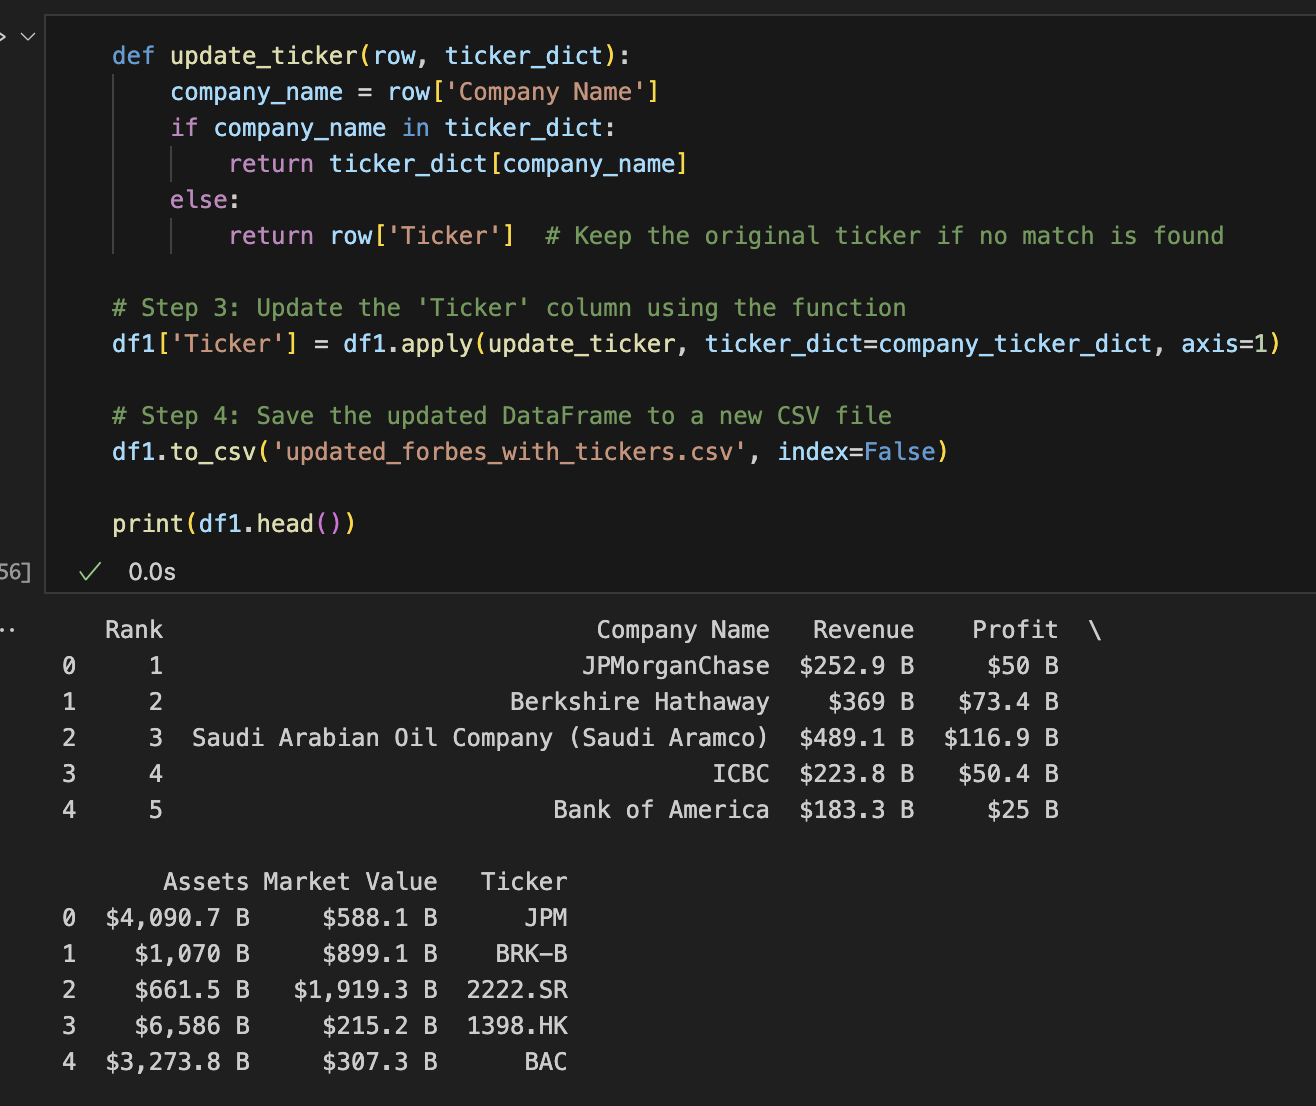 def update_ticker(row, ticker_dict):
    company_name = row['Company Name']
    if company_name in ticker_dict:
        return ticker_dict[company_name]
    else:
        return row['Ticker']  # Keep the original ticker if no match is found
# Step 3: Update the 'Ticker' column using the function
df1['Ticker'] = df1.apply(update_ticker, ticker_dict=company_ticker_dict, axis=1)
# Step 4: Save the updated DataFrame to a new CSV file
df1.to_csv('updated_forbes_with_tickers.csv', index=False)
print(df1.head())
56] ✓ 0.0s
Rank Company Name Revenue Profit \
0 1 JPMorganChase $252.9 B $50 B
1 2 Berkshire Hathaway $369 B $73.4 B
2 3 Saudi Arabian Oil Company (Saudi Aramco) $489.1 B $116.9 B
3 4 ICBC $223.8 B $50.4 B
4 5 Bank of America $183.3 B $25 B
Assets Market Value Ticker
0 $4,090.7 B $588.1 B JPM
1 $1,070 B $899.1 B BRK-B
2 $661.5 B $1,919.3 B 2222.SR
3 $6,586 B $215.2 B 1398.HK
4 $3,273.8 B $307.3 B BAC